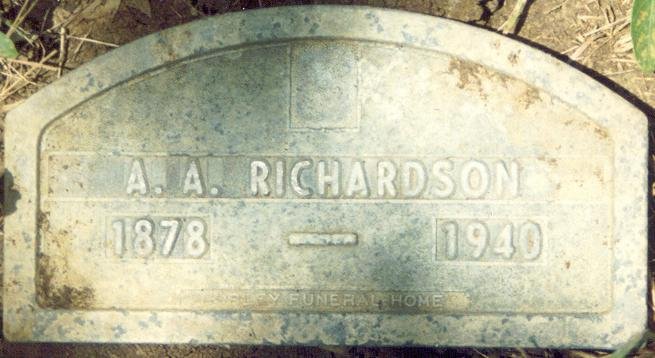 A. A. RICHARDSON
1878 — 1940
FUNERAL HOME